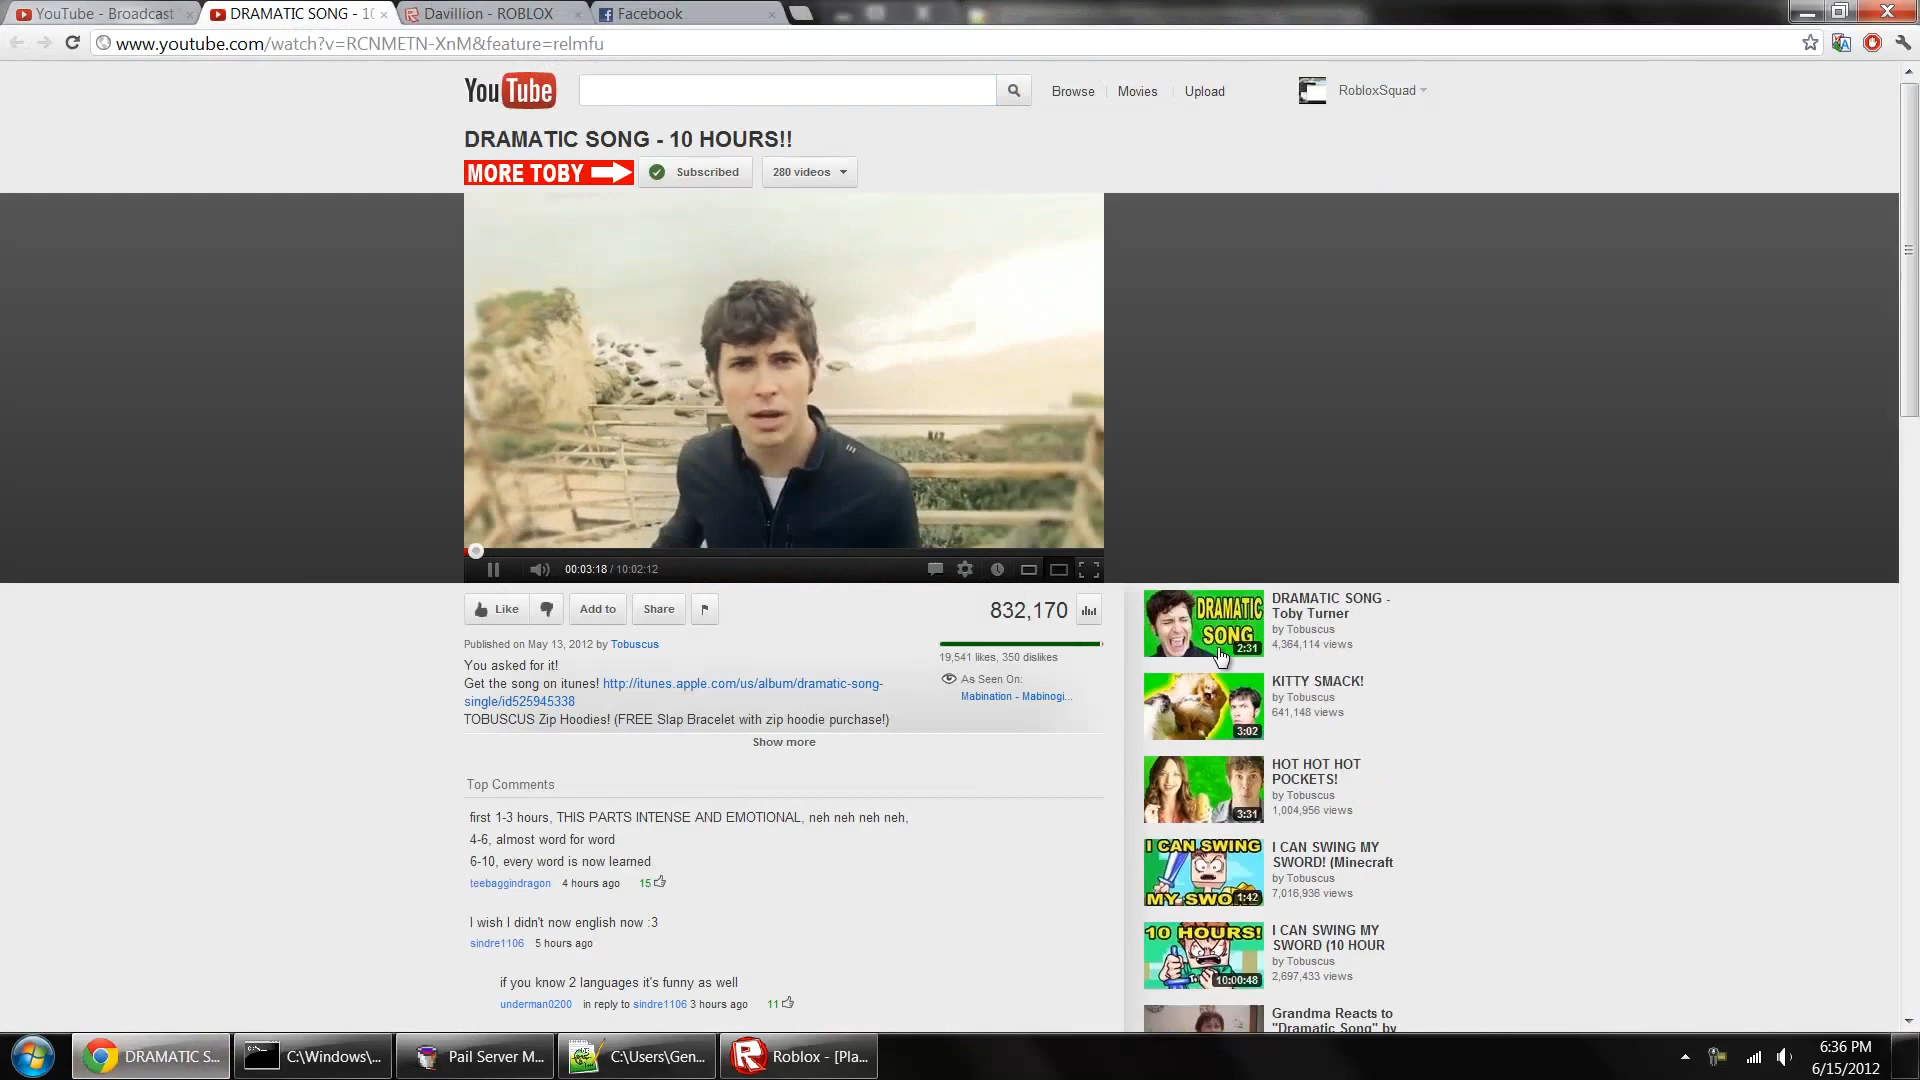 YouTube - Broadcast
DRAMATIC SONG - 10
Davillion - ROBLOX
Facebook
www.youtube.com/watch?v=RCNMETN-XnM&feature=relmfu
YouTube
Browse
Movies
Upload
RobloxSquad
DRAMATIC SONG - 10 HOURS!!
MORE TOBY
Subscribed
280 videos
00:03:18 / 10:02:12
Like
Add to
Share
832,170
Published on May 13, 2012 by Tobuscus
19,541 likes, 350 dislikes
You asked for it!
As Seen On:
Get the song on itunes! http://itunes.apple.com/us/album/dramatic-song-
single/id525945338
Mabination - Mabinogi...
TOBUSCUS Zip Hoodies! (FREE Slap Bracelet with zip hoodie purchase!)
Show more
Top Comments
first 1-3 hours, THIS PARTS INTENSE AND EMOTIONAL, neh neh neh neh,
4-6, almost word for word
6-10, every word is now learned
teebaggindragon 4 hours ago 15
I wish I didn't now english now :3
sindre1106 5 hours ago
if you know 2 languages it's funny as well
underman0200 in reply to sindre1106 3 hours ago 11
DRAMATIC
SONG
2:31
DRAMATIC SONG -
Toby Turner
by Tobuscus
4,364,114 views
3:02
KITTY SMACK!
by Tobuscus
641,148 views
3:31
HOT HOT HOT
POCKETS!
by Tobuscus
1,004,956 views
I CAN SWING
MY SWO
1:42
I CAN SWING MY
SWORD! (Minecraft
by Tobuscus
7,016,936 views
10 HOURS!
10:00:48
I CAN SWING MY
SWORD (10 HOUR
by Tobuscus
2,697,433 views
Grandma Reacts to
"Dramatic Song" by
DRAMATIC S...
C:\Windows\...
Pail Server M...
C:\Users\Gen...
Roblox - [Pla...
6:36 PM
6/15/2012